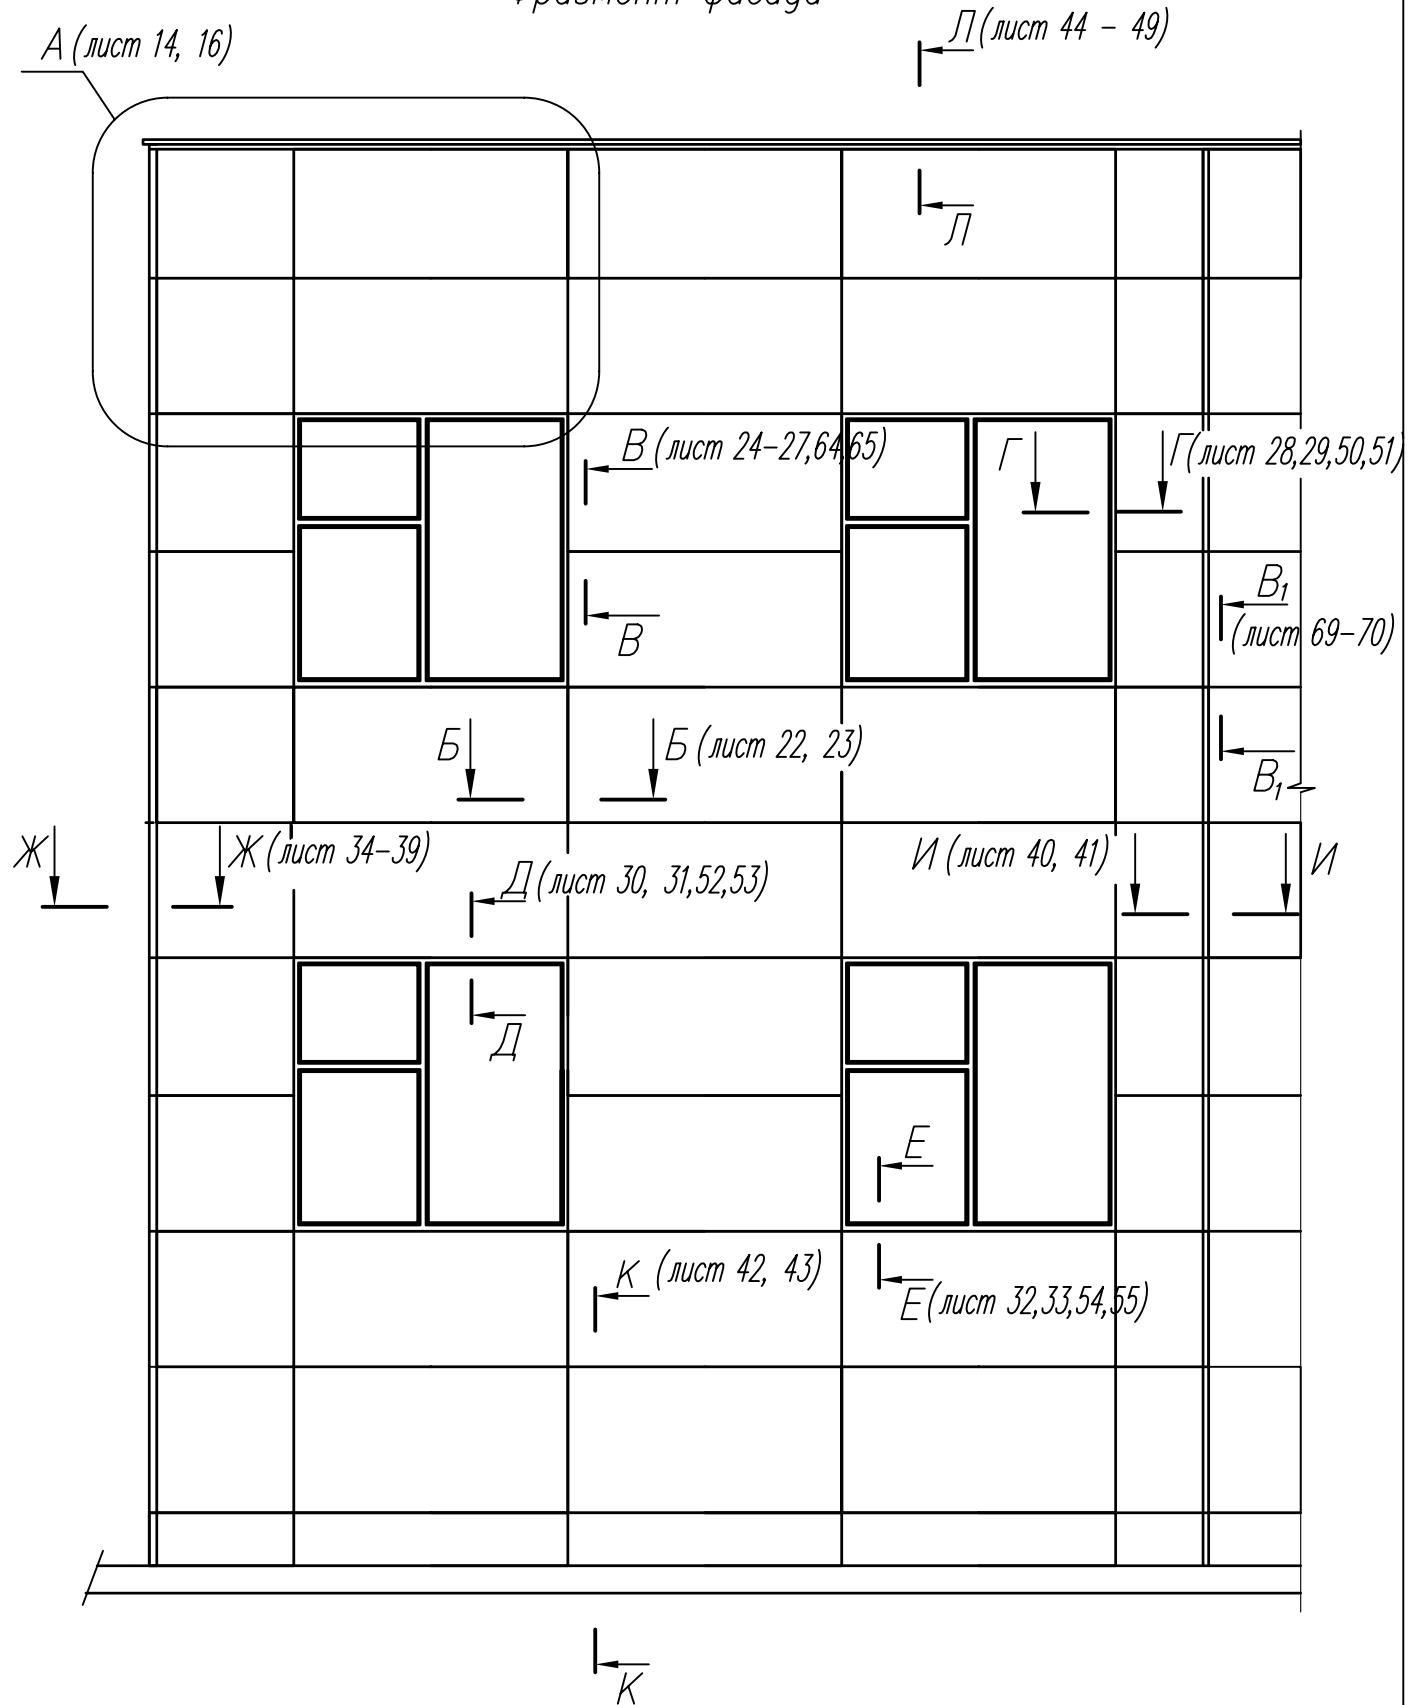 Фрагмент фасада
Л (лист 44 - 49)
А (лист 14, 16)
Л
В (лист 24-27,64,65)
Г
Г (лист 28,29,50,51)
В₁
(лист 69-70)
В
Б
Б (лист 22, 23)
В₁
Ж
Ж (лист 34-39)
И (лист 40, 41)
И
Д (лист 30, 31,52,53)
Д
Е
К (лист 42, 43)
Е (лист 32,33,54,55)
К